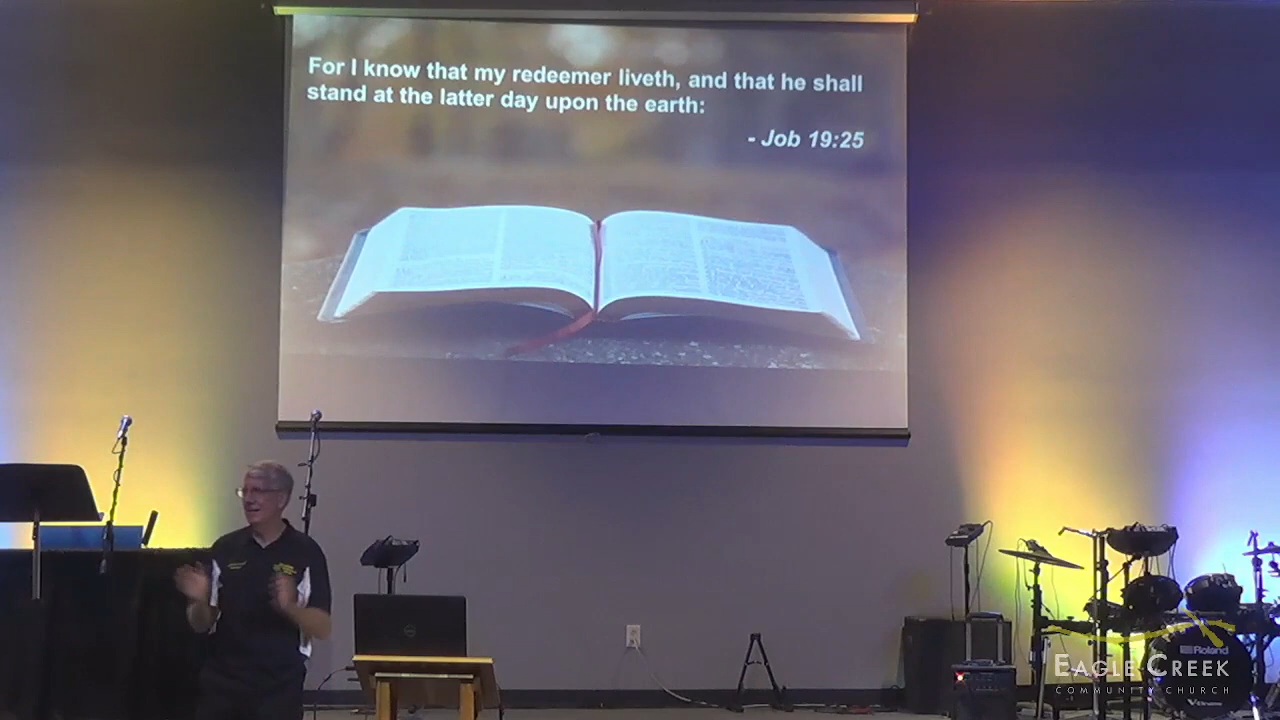 For I know that my redeemer liveth, and that he shall
stand at the latter day upon the earth:
- Job 19:25
Roland
V-Drums
EAGLE CREEK
COMMUNITY CHURCH